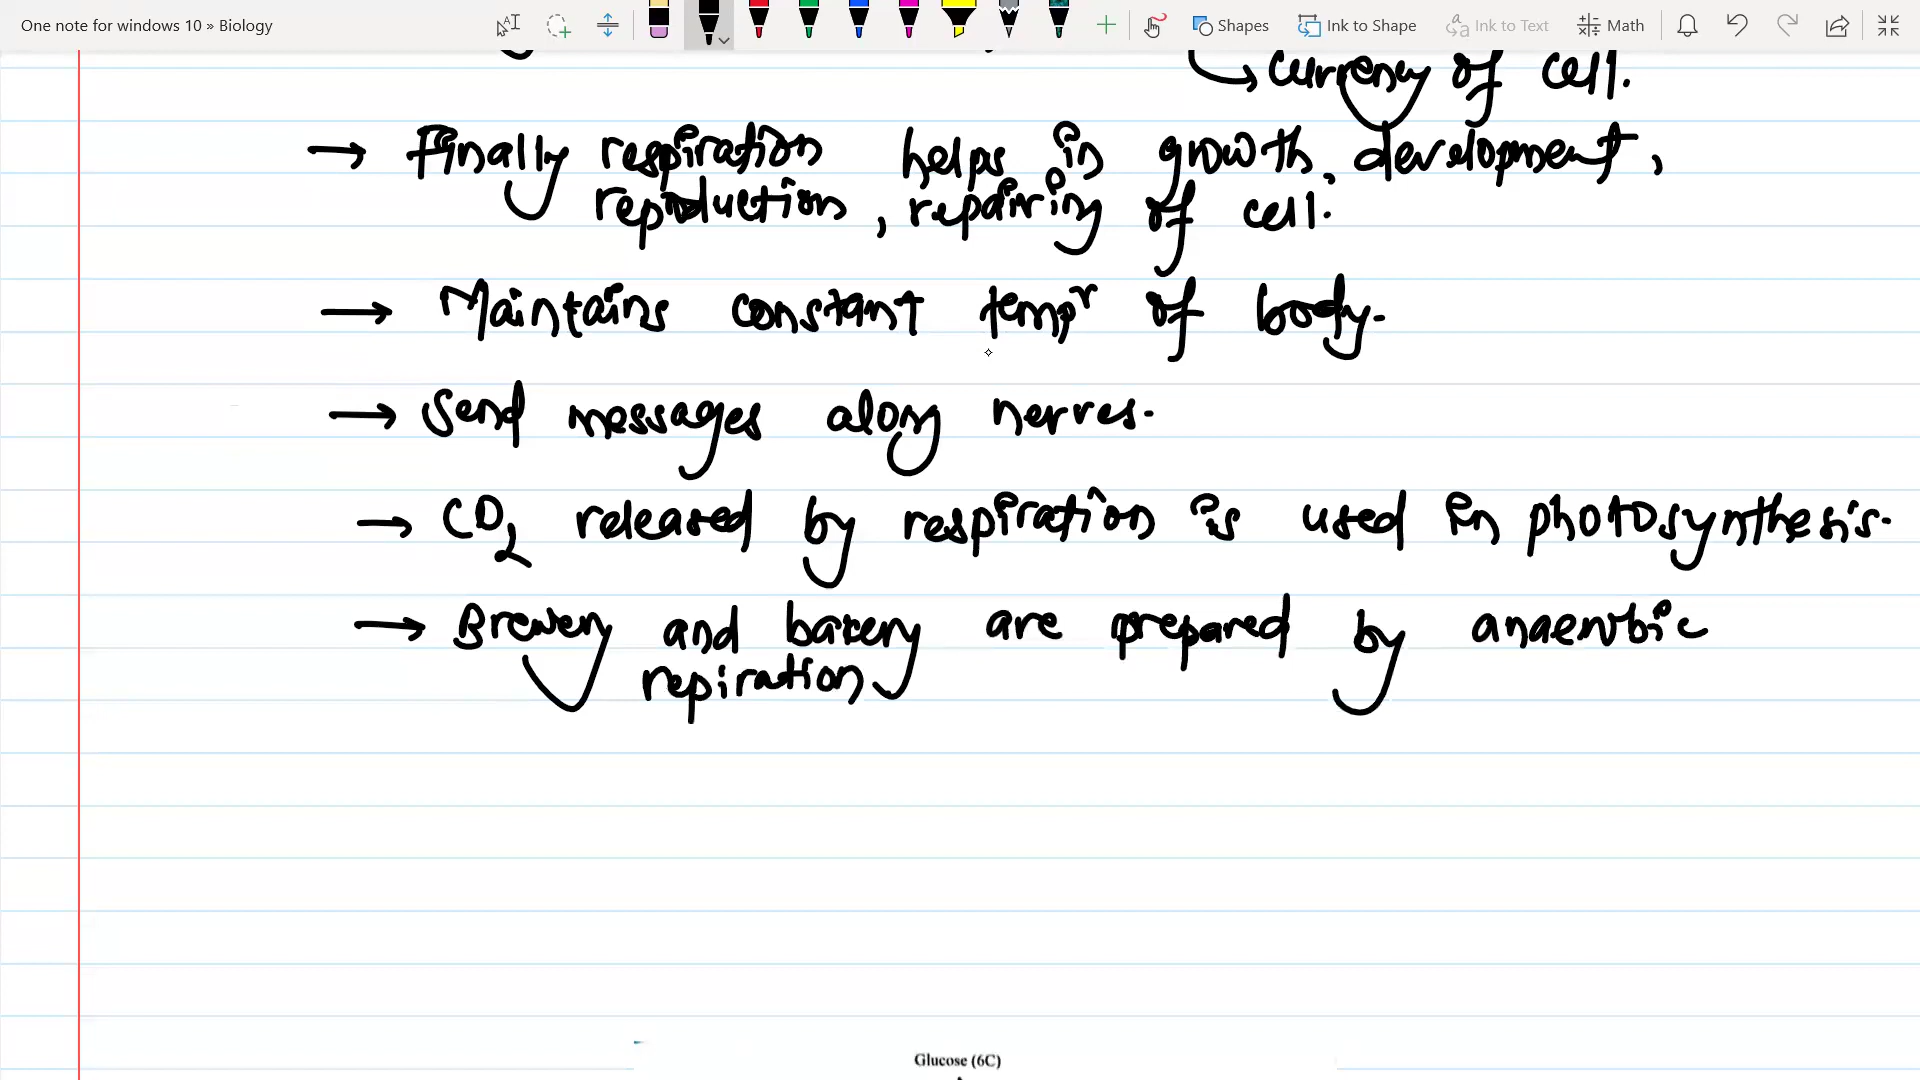 One note for windows 10 » Biology
Shapes Ink to Shape Ink to Text Math
currency of cell.
→ Finally respiration helps in growth, development,
reproduction, repairing of cell.
→ Maintains constant tempr of body.
→ Send messages along nerves.
→ CO2 released by respiration is used in photosynthesis.
→ Brewery and bakery are prepared by anaerobic
repiration
Glucose (6C)